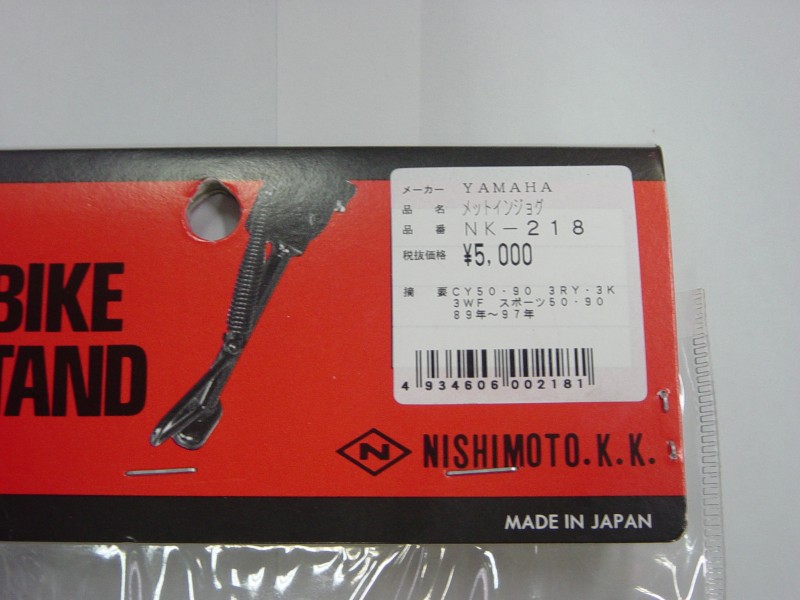 BIKE
TAND
メーカー YAMAHA
品 名 メットインジョグ
品 番 NK-218
税抜価格 ¥5,000
摘 要 CY50・90 3RY・3K
3WF スポーツ50・90
89年～97年
4 934606 002181
N NISHIMOTO.K.K.
MADE IN JAPAN